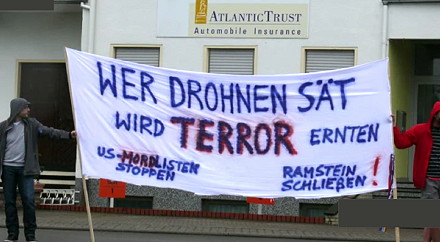 ATLANTICTRUST
Automobile Insurance
WER DROHNEN SÄT
WIRD TERROR ERNTEN
US-MORDLISTEN
STOPPEN
RAMSTEIN
SCHLIEßEN !